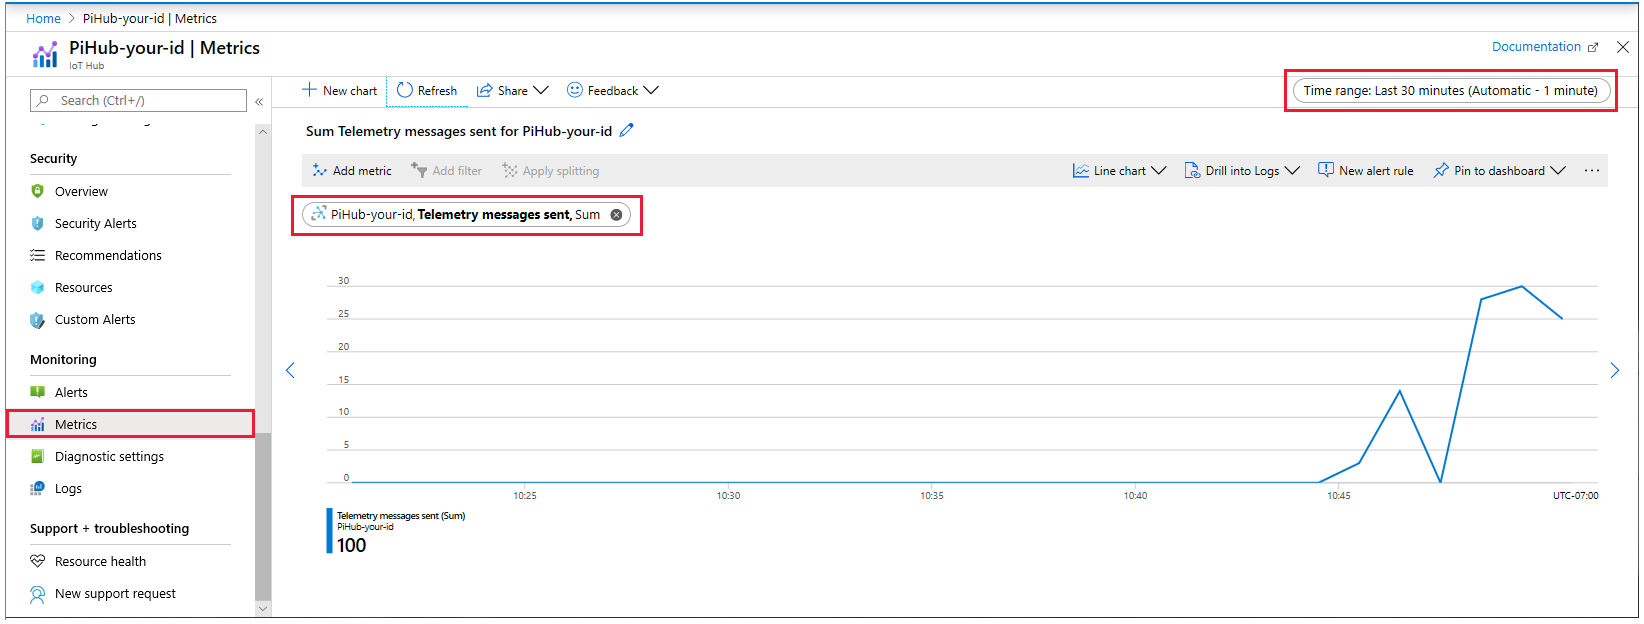 Home > PiHub-your-id | Metrics
PiHub-your-id | Metrics
IoT Hub
Documentation
Search (Ctrl+/)
«
Security
Overview
Security Alerts
Recommendations
Resources
Custom Alerts
Monitoring
Alerts
Metrics
Diagnostic settings
Logs
Support + troubleshooting
Resource health
New support request
New chart Refresh Share Feedback
Time range: Last 30 minutes (Automatic - 1 minute)
Sum Telemetry messages sent for PiHub-your-id
Add metric Add filter Apply splitting Line chart Drill into Logs New alert rule Pin to dashboard ...
PiHub-your-id, Telemetry messages sent, Sum
30
25
20
15
10
5
0
10:25 10:30 10:35 10:40 10:45 UTC-07:00
Telemetry messages sent (Sum)
PiHub-your-id
100